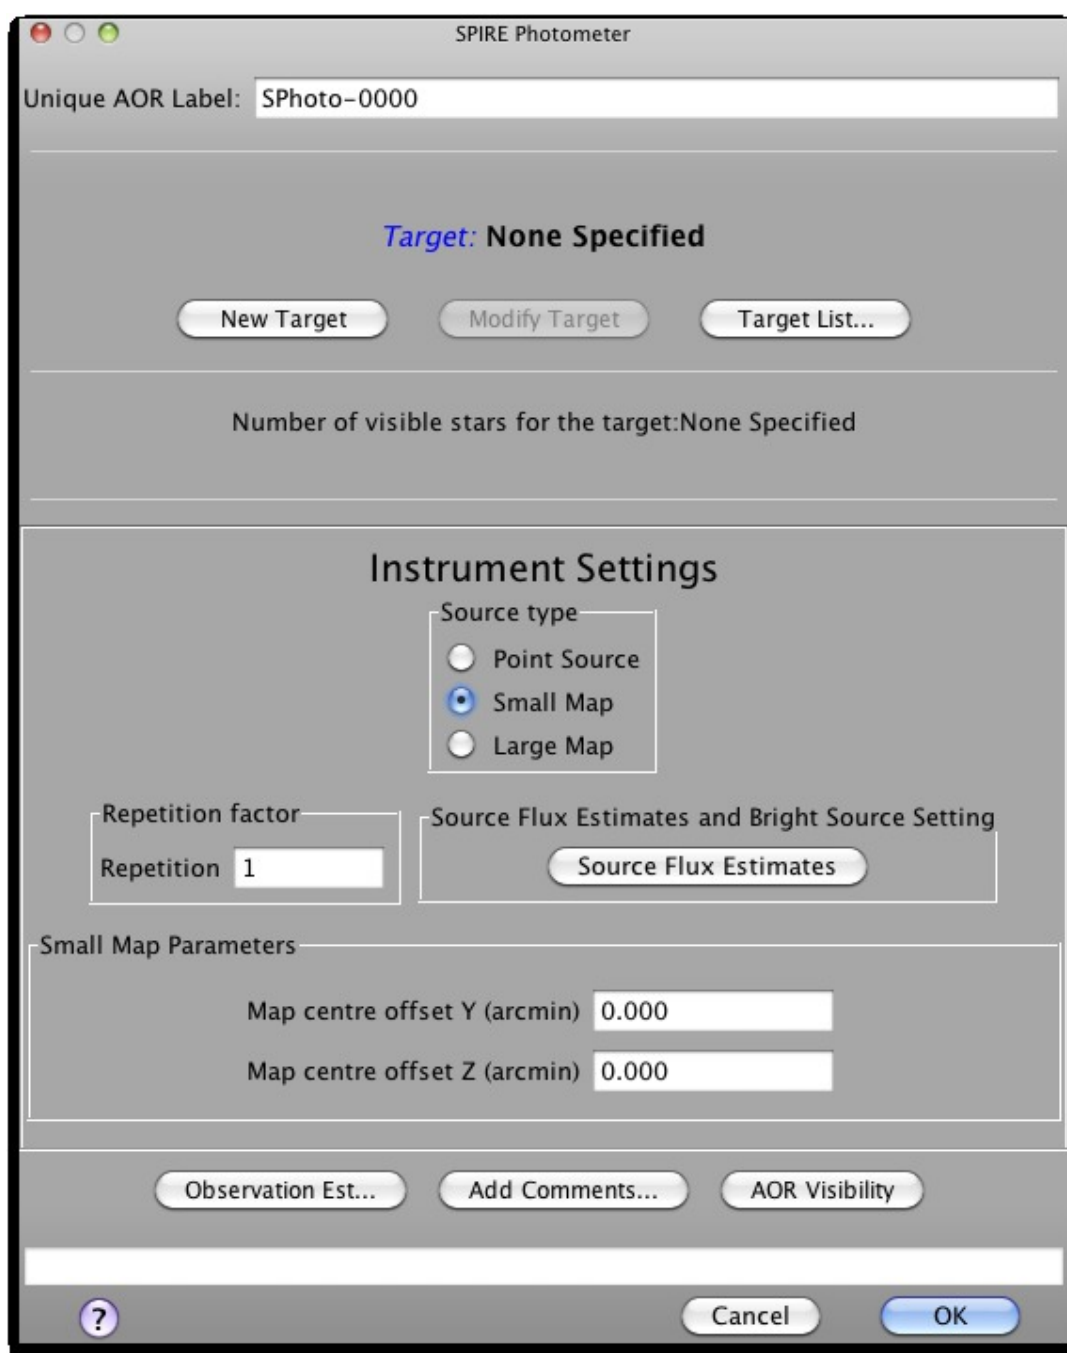 SPIRE Photometer
Unique AOR Label: SPhoto-0000
Target: None Specified
New Target Modify Target Target List...
Number of visible stars for the target:None Specified
Instrument Settings
Source type
Point Source
Small Map
Large Map
Repetition factor
Repetition 1
Source Flux Estimates and Bright Source Setting
Source Flux Estimates
Small Map Parameters
Map centre offset Y (arcmin) 0.000
Map centre offset Z (arcmin) 0.000
Observation Est... Add Comments... AOR Visibility
? Cancel OK